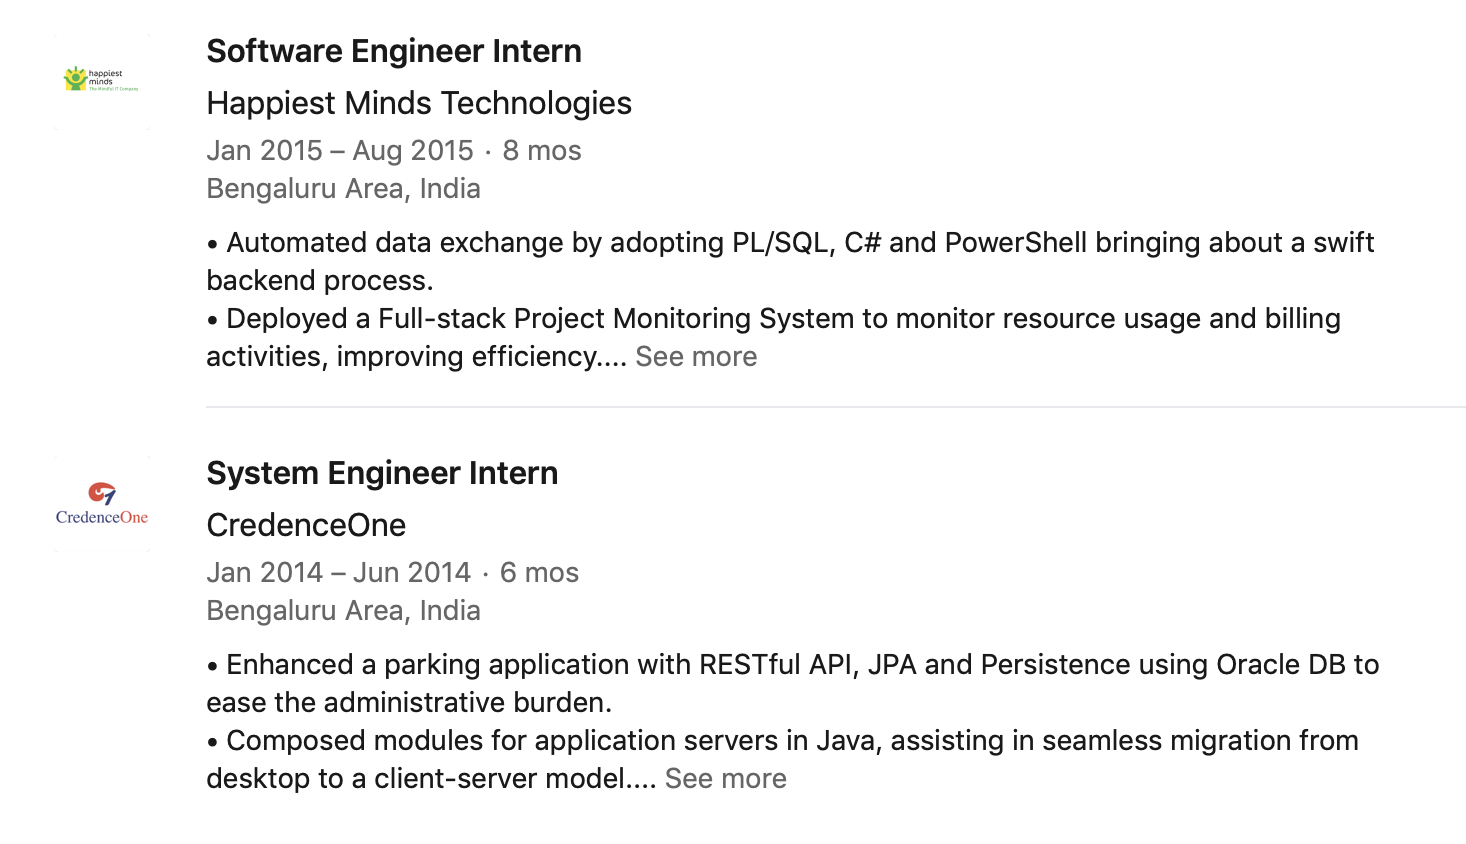 happiest
minds
The Mindful IT Company
Software Engineer Intern
Happiest Minds Technologies
Jan 2015 – Aug 2015 · 8 mos
Bengaluru Area, India
• Automated data exchange by adopting PL/SQL, C# and PowerShell bringing about a swift
backend process.
• Deployed a Full-stack Project Monitoring System to monitor resource usage and billing
activities, improving efficiency.... See more
CredenceOne
System Engineer Intern
CredenceOne
Jan 2014 – Jun 2014 · 6 mos
Bengaluru Area, India
• Enhanced a parking application with RESTful API, JPA and Persistence using Oracle DB to
ease the administrative burden.
• Composed modules for application servers in Java, assisting in seamless migration from
desktop to a client-server model.... See more